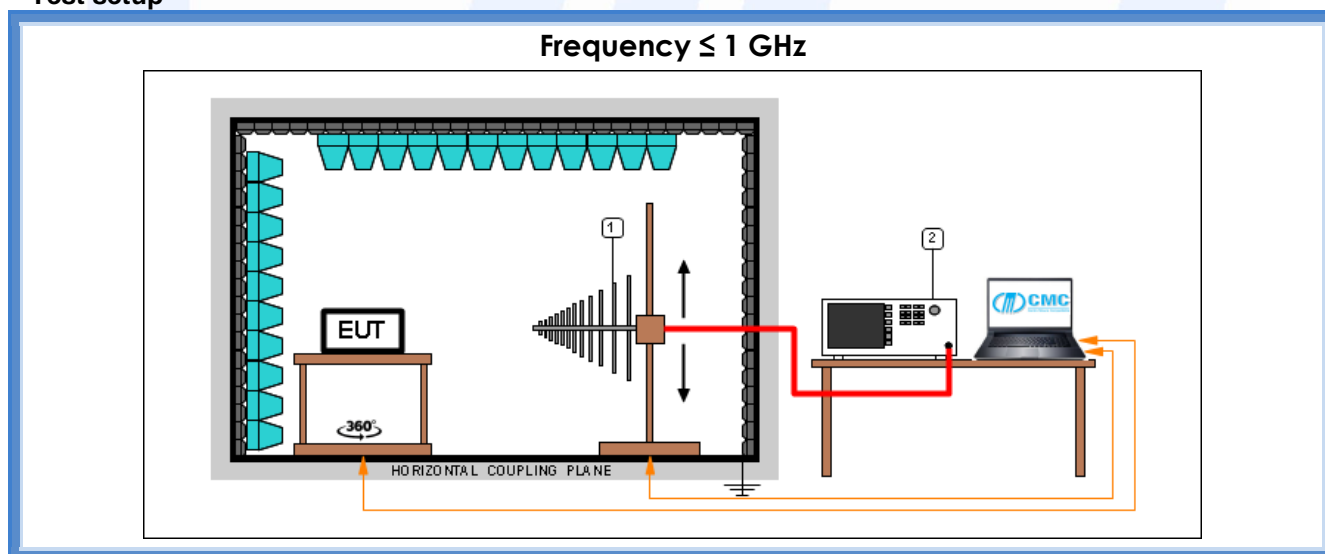 Test setup
Frequency ≤ 1 GHz
1
2
CMC
EUT
360°
HORIZONTAL COUPLING PLANE